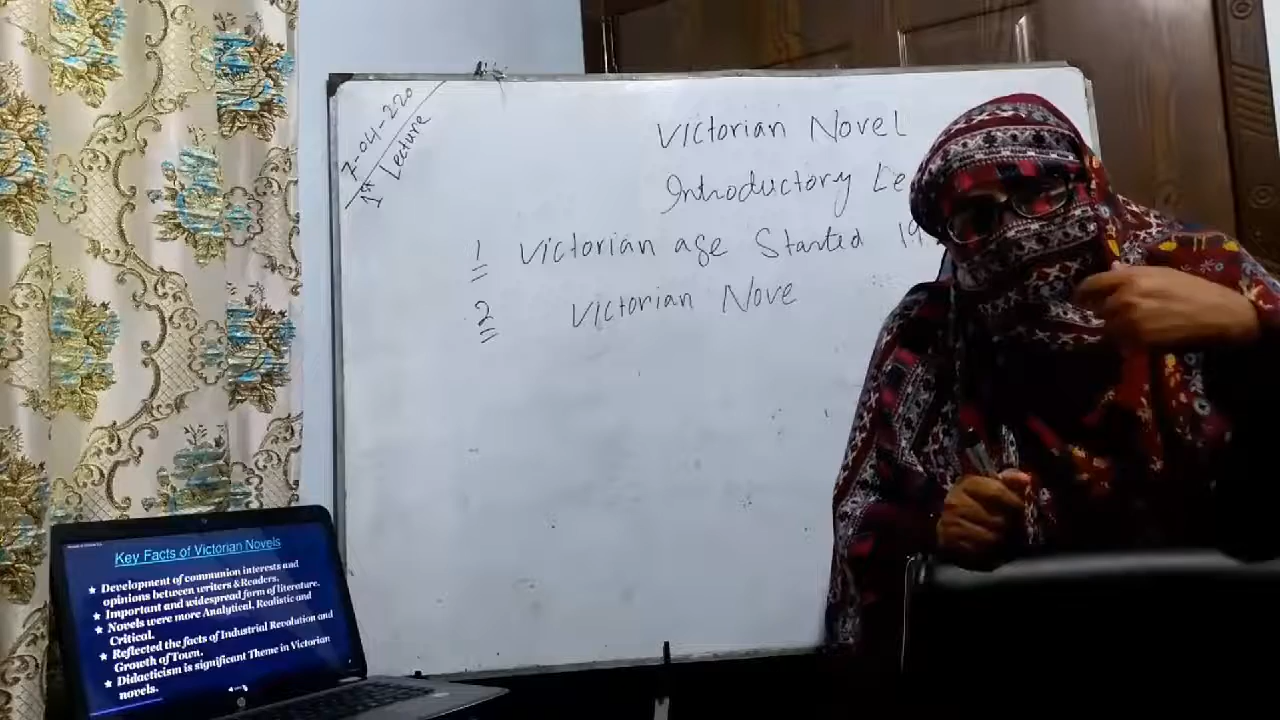 7-04-220
1st Lecture
Victorian Novel
Introductory Le
1 Victorian age Started 19
2 Victorian Nove
Key Facts of Victorian Novels
★ Development of communion interests and
opinions between writers & Readers.
★ Important and widespread form of literature.
★ Novels were more Analytical, Realistic and
Critical.
★ Reflected the facts of Industrial Revolution and
Growth of Town.
★ Didacticism is significant Theme in Victorian
novels.